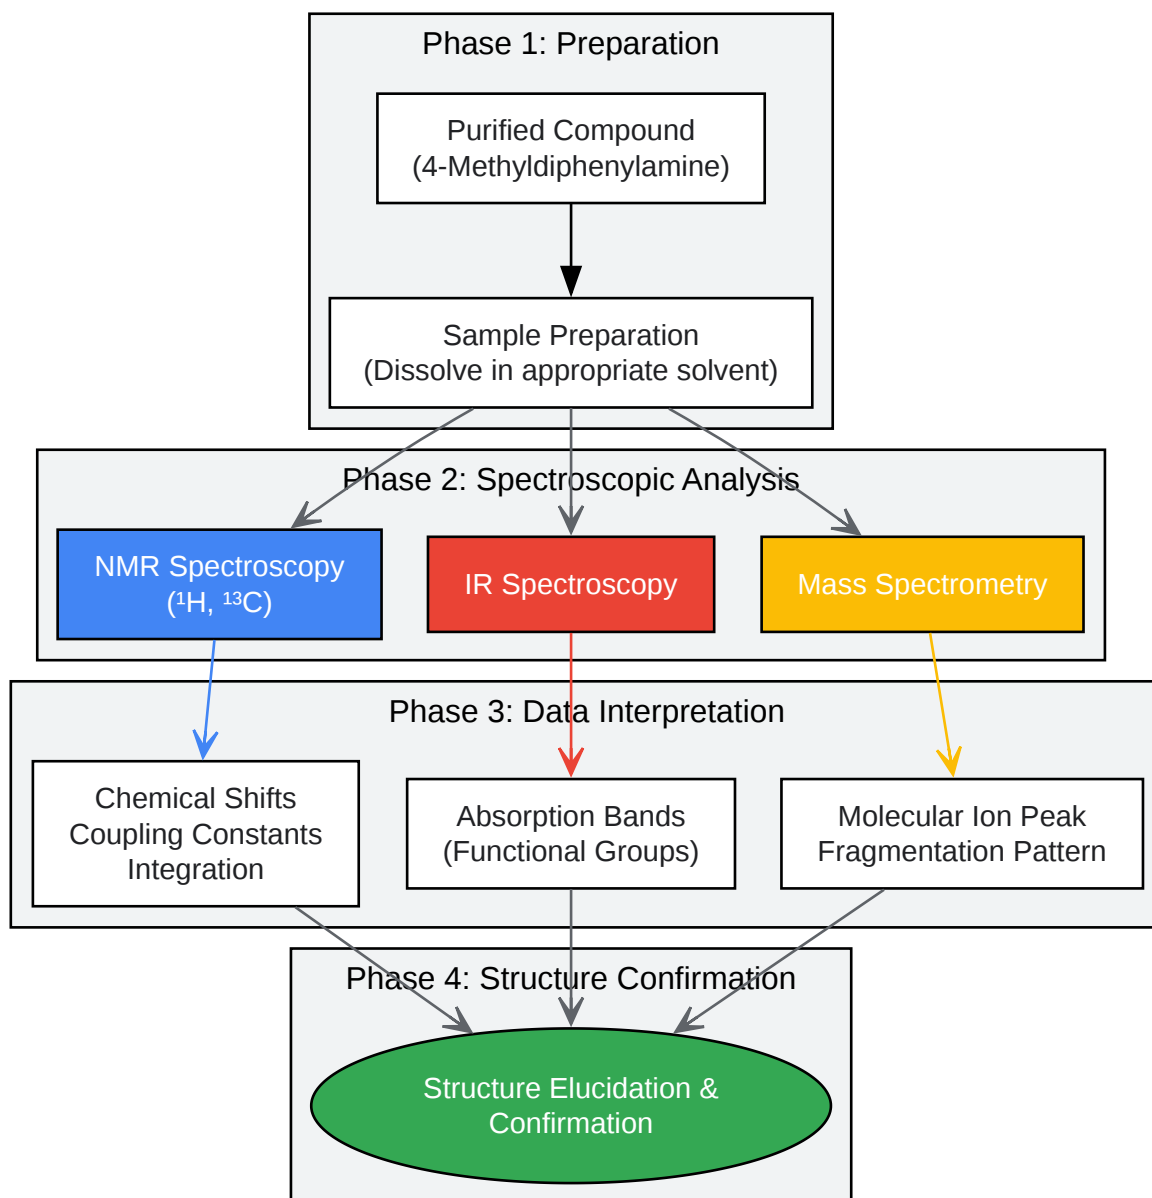 Phase 1: Preparation
Purified Compound
(4-Methyldiphenylamine)
Sample Preparation
(Dissolve in appropriate solvent)
Phase 2: Spectroscopic Analysis
NMR Spectroscopy
(¹H, ¹³C)
IR Spectroscopy
Mass Spectrometry
Phase 3: Data Interpretation
Chemical Shifts
Coupling Constants
Integration
Absorption Bands
(Functional Groups)
Molecular Ion Peak
Fragmentation Pattern
Phase 4: Structure Confirmation
Structure Elucidation &
Confirmation